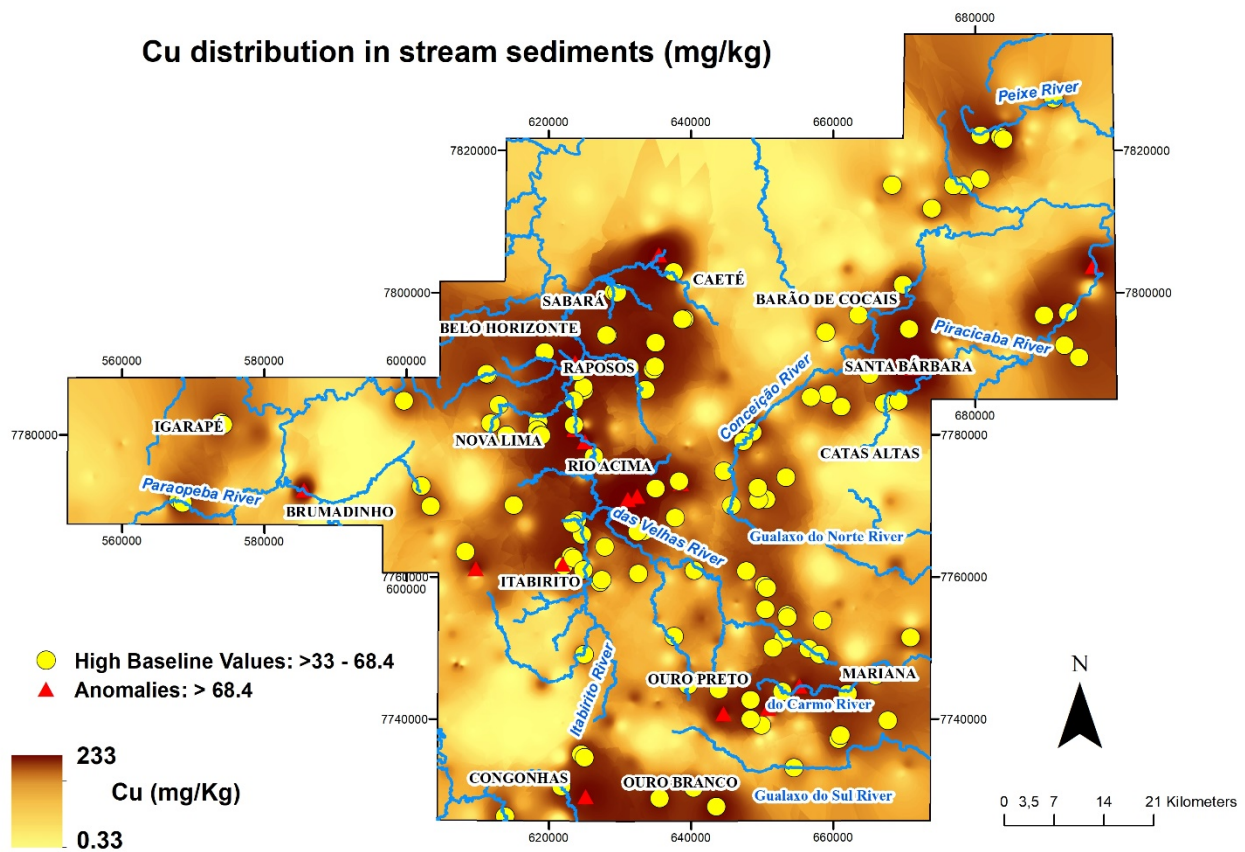 680000
Cu distribution in stream sediments (mg/kg)
Peixe River
620000
640000
660000
7820000
7820000
CAETÉ
7800000
SABARÁ
BARÃO DE COCAIS
7800000
BELO HORIZONTE
Piracicaba River
560000
580000
600000
RAPOSOS
SANTA BÁRBARA
Conceição River
680000
IGARAPÉ
7780000
NOVA LIMA
7780000
RIO ACIMA
CATAS ALTAS
Paraopeba River
BRUMADINHO
das Velhas River
Gualaxo do Norte River
560000
580000
7760000
600000
ITABIRITO
7760000
High Baseline Values: >33 - 68.4
Anomalies: > 68.4
Itabirito River
OURO PRETO
MARIANA
do Carmo River
N
7740000
7740000
233
Cu (mg/Kg)
0.33
CONGONHAS
OURO BRANCO
Gualaxo do Sul River
0 3,5 7 14 21 Kilometers
620000
640000
660000